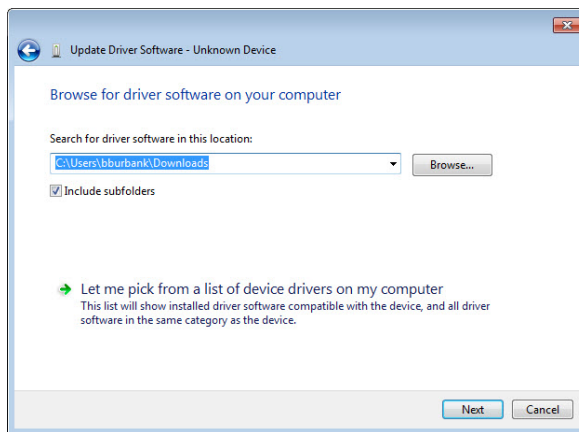 Update Driver Software - Unknown Device
Browse for driver software on your computer
Search for driver software in this location:
C:\Users\bburbank\Downloads
Browse...
Include subfolders
Let me pick from a list of device drivers on my computer
This list will show installed driver software compatible with the device, and all driver
software in the same category as the device.
Next
Cancel